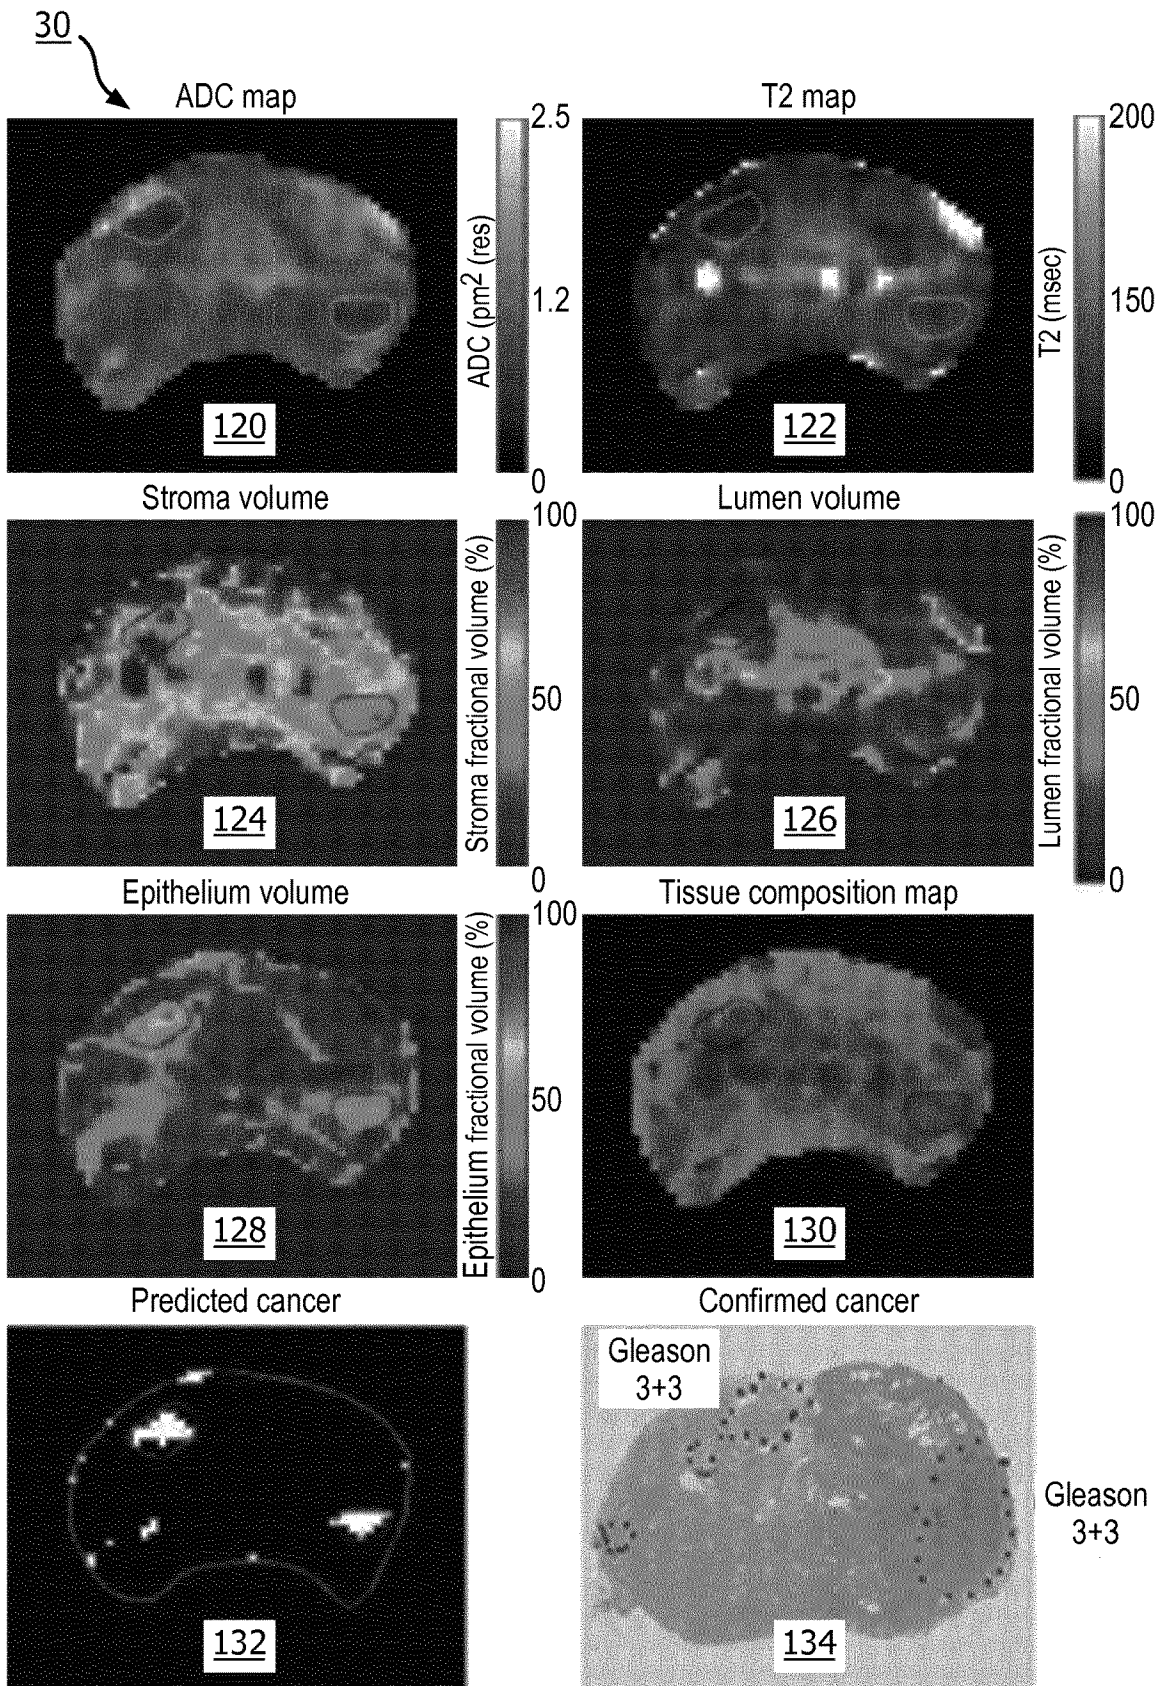 30
ADC map
T2 map
2.5
1.2
0
ADC (pm2 (res)
200
150
0
T2 (msec)
120
122
Stroma volume
Lumen volume
100
50
0
Stroma fractional volume (%)
100
50
0
Lumen fractional volume (%)
124
126
Epithelium volume
Tissue composition map
100
50
0
Epithelium fractional volume (%)
128
130
Predicted cancer
Confirmed cancer
Gleason
3+3
Gleason
3+3
132
134